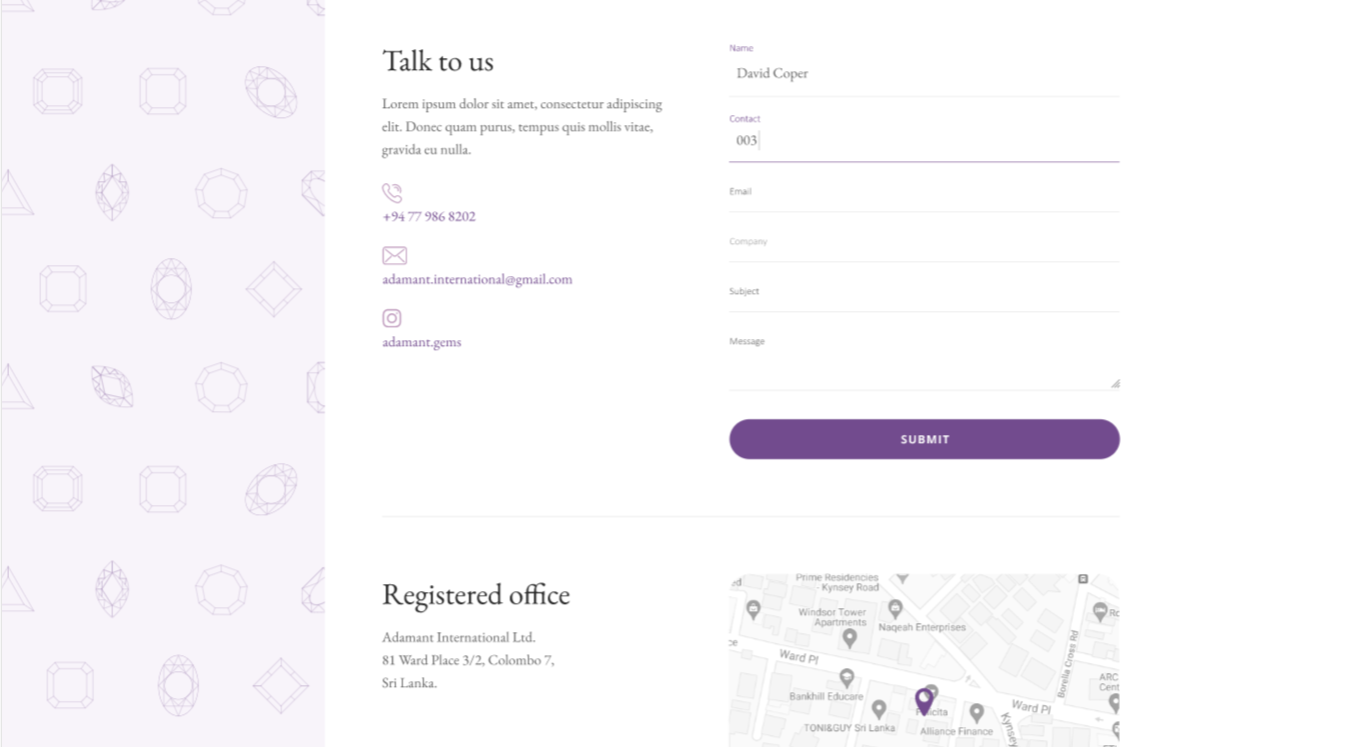 Talk to us
Lorem ipsum dolor sit amet, consectetur adipiscing
elit. Donec quam purus, tempus quis mollis vitae,
gravida eu nulla.
+94 77 986 8202
adamant.international@gmail.com
adamant.gems
Name
David Coper
Contact
003
Email
Company
Subject
Message
SUBMIT
Registered office
Adamant International Ltd.
81 Ward Place 3/2, Colombo 7,
Sri Lanka.
Prime Residencies
- Kynsey Road
Windsor Tower
Apartments
Naqeah Enterprises
Ward Pl
Borella Cross Rd
ARC
Cent
Bankhill Educare
Ward Pl
TONI&GUY Sri Lanka
Alliance Finance
Kynsey